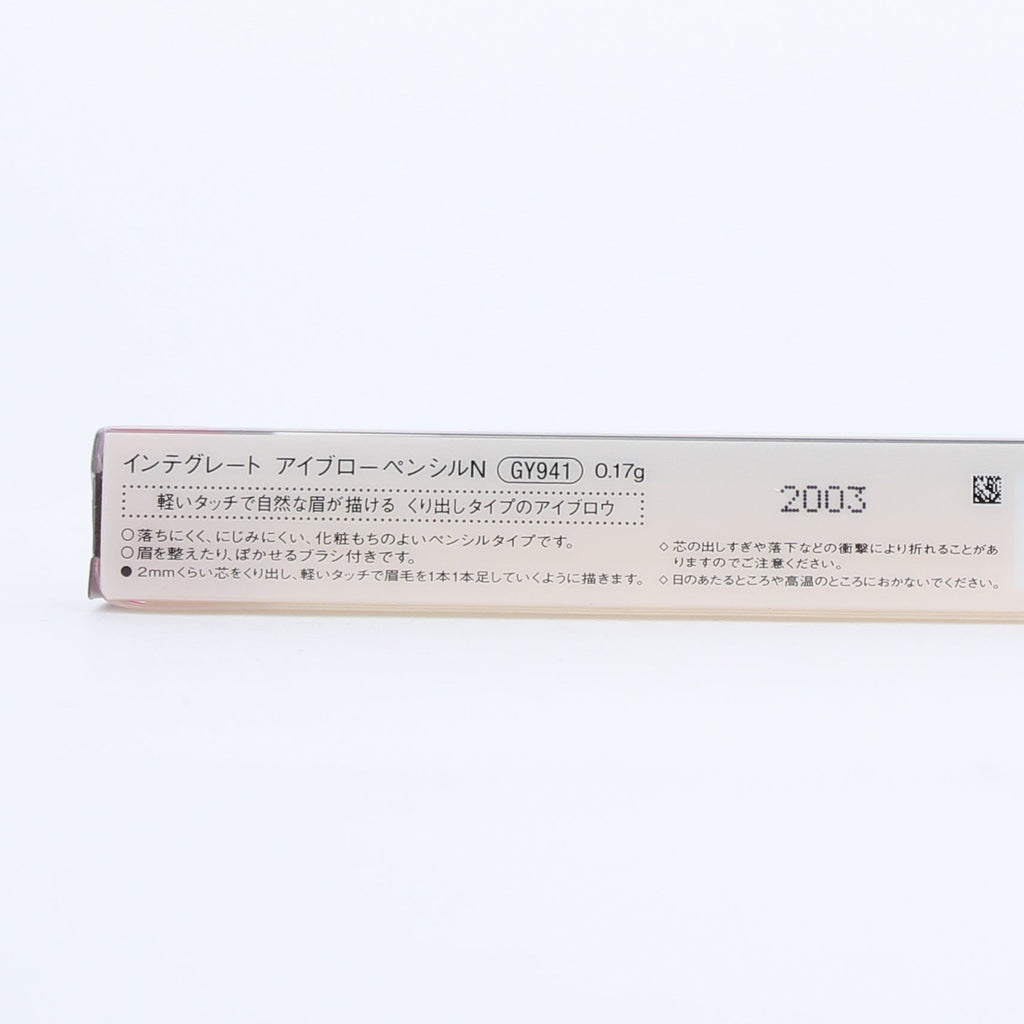 インテグレート アイブローペンシルN GY941 0.17g
軽いタッチで自然な眉が描ける くり出しタイプのアイブロウ
○落ちにくく、にじみにくい、化粧もちのよいペンシルタイプです。
○眉を整えたり、ぼかせるブラシ付きです。
●2mmくらい芯をくり出し、軽いタッチで眉毛を1本1本足していくように描きます。
2003
◇芯の出しすぎや落下などの衝撃により折れることがあ
りますのでご注意ください。
◇日のあたるところや高温のところにおかないでください。